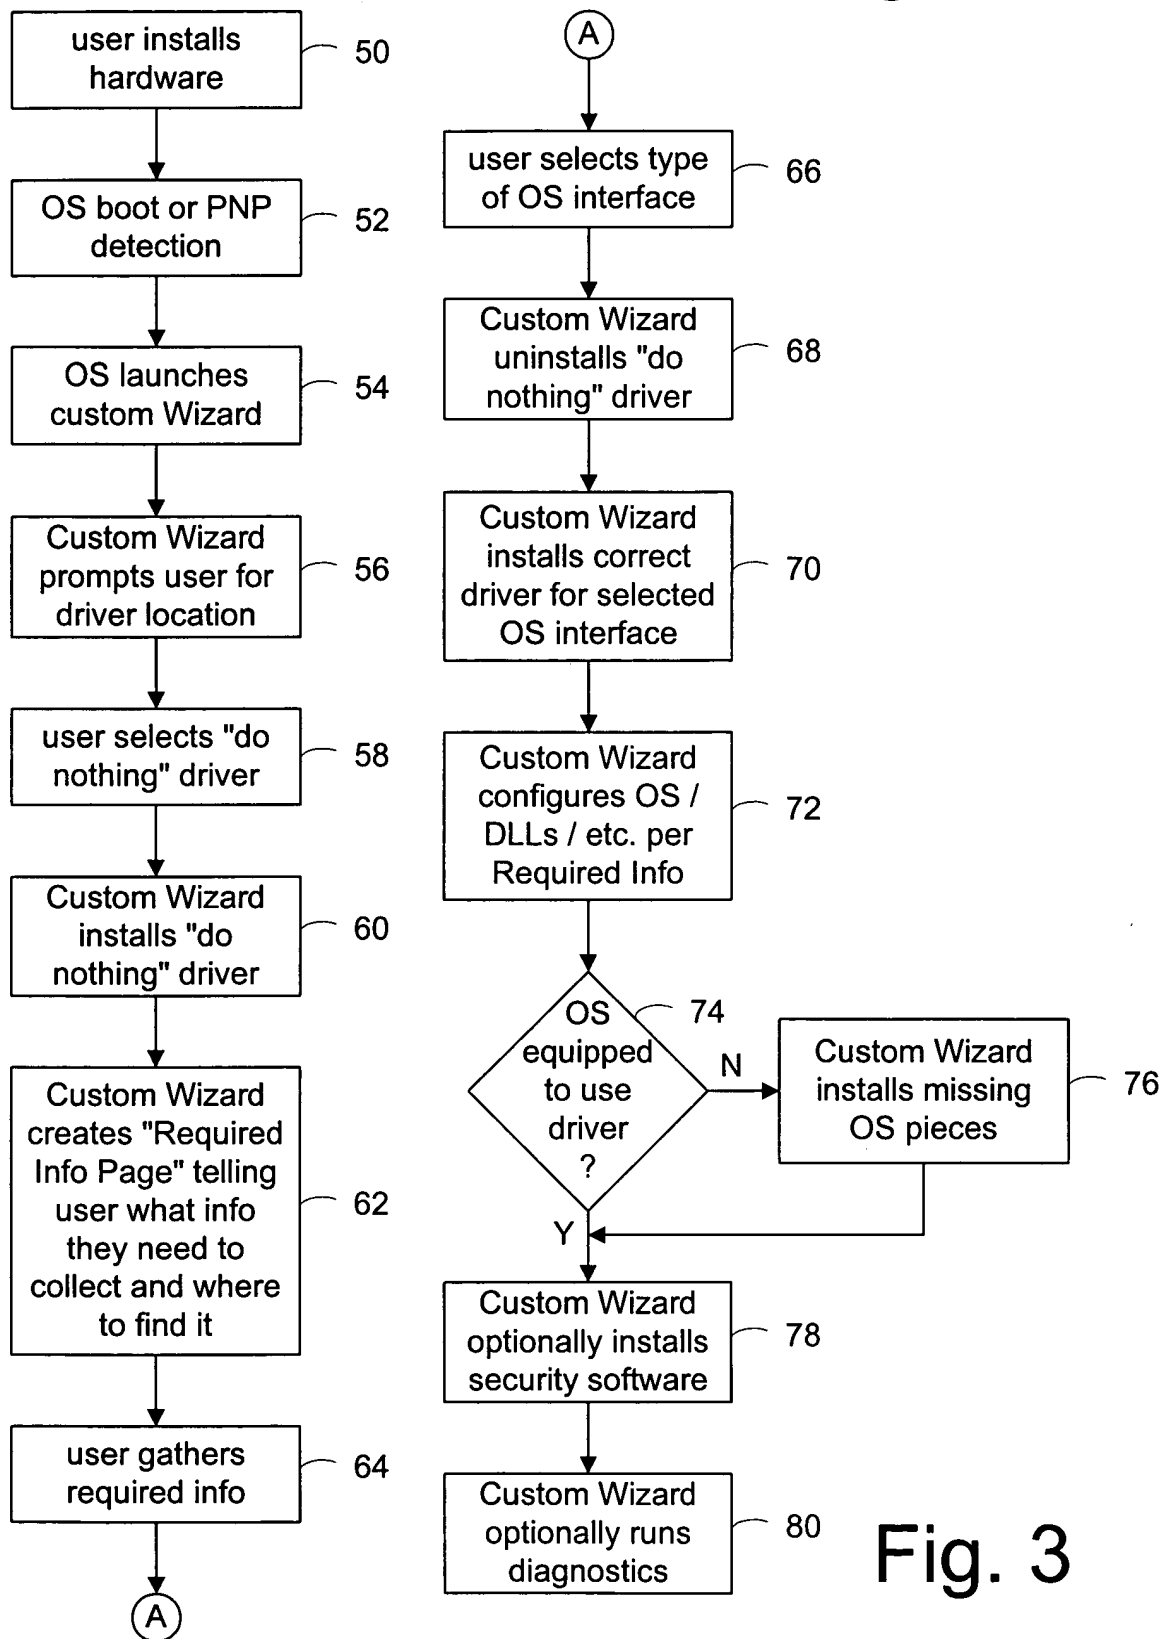 user installs
hardware
50
OS boot or PNP
detection
52
OS launches
custom Wizard
54
Custom Wizard
prompts user for
driver location
56
user selects "do
nothing" driver
58
Custom Wizard
installs "do
nothing" driver
60
Custom Wizard
creates "Required
Info Page" telling
user what info
they need to
collect and where
to find it
62
user gathers
required info
64
A
A
user selects type
of OS interface
66
Custom Wizard
uninstalls "do
nothing" driver
68
Custom Wizard
installs correct
driver for selected
OS interface
70
Custom Wizard
configures OS /
DLLs / etc. per
Required Info
72
OS
equipped
to use
driver
?
74
N
Custom Wizard
installs missing
OS pieces
76
Y
Custom Wizard
optionally installs
security software
78
Custom Wizard
optionally runs
diagnostics
80
Fig. 3